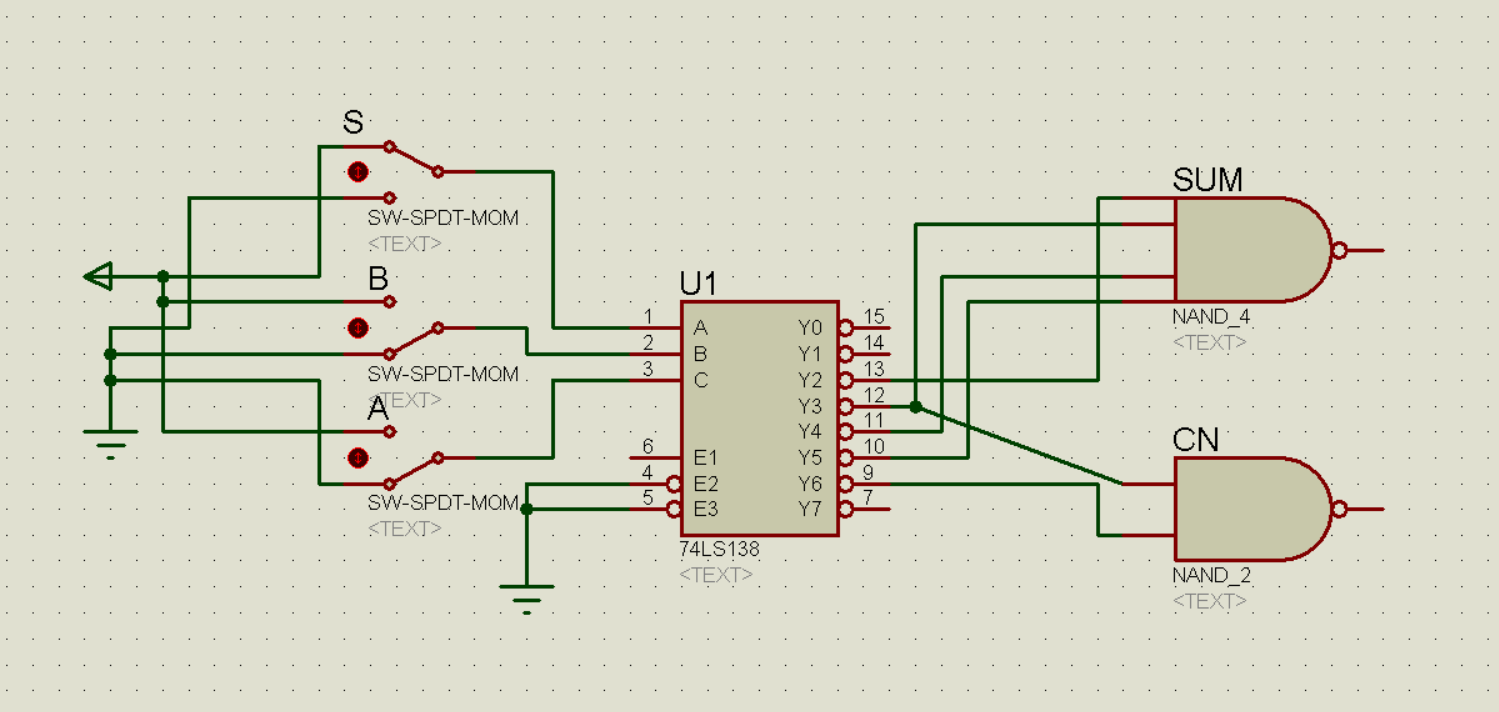 S
SW-SPDT-MOM
<TEXT>
B
SW-SPDT-MOM
<TEXT>
A
SW-SPDT-MOM
<TEXT>
U1
1 A Y0 15
2 B Y1 14
3 C Y2 13
Y3 12
Y4 11
6 E1 Y5 10
4 E2 Y6 9
5 E3 Y7 7
74LS138
<TEXT>
SUM
NAND_4
<TEXT>
CN
NAND_2
<TEXT>